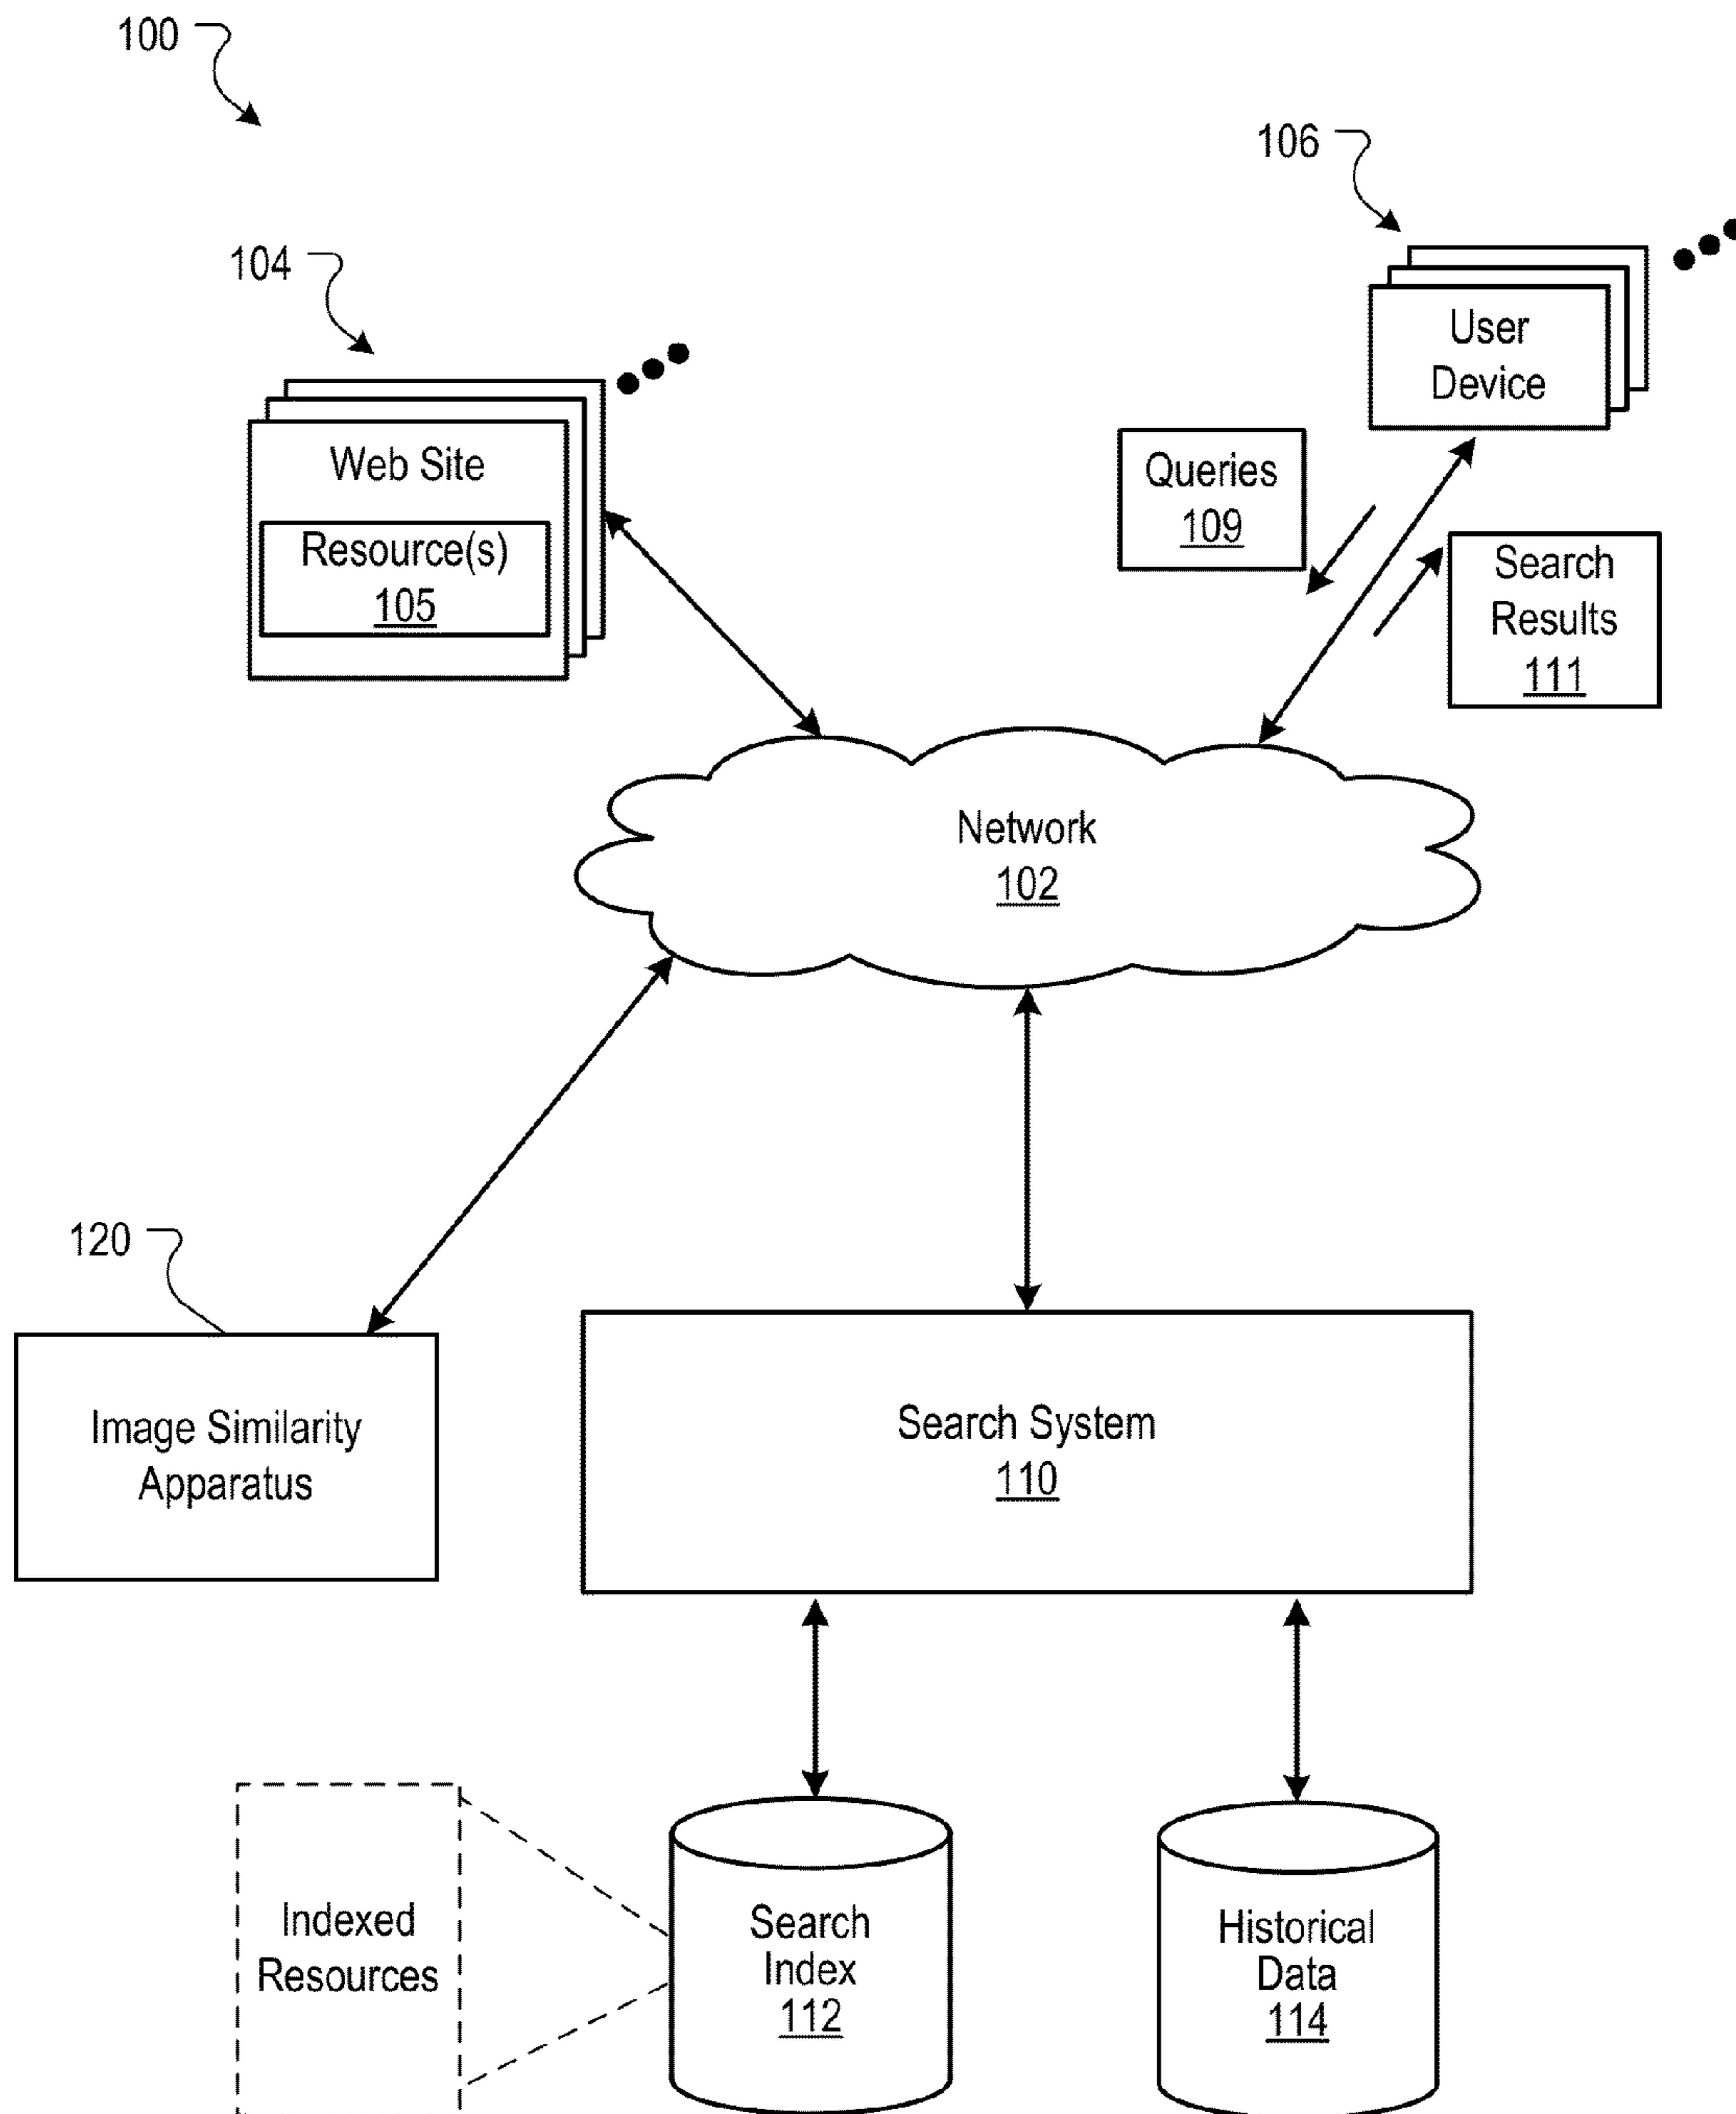 100
106
104
User
Device
Web Site
Queries
109
Resource(s)
105
Search
Results
111
Network
102
120
Image Similarity
Apparatus
Search System
110
Indexed
Resources
Search
Index
112
Historical
Data
114